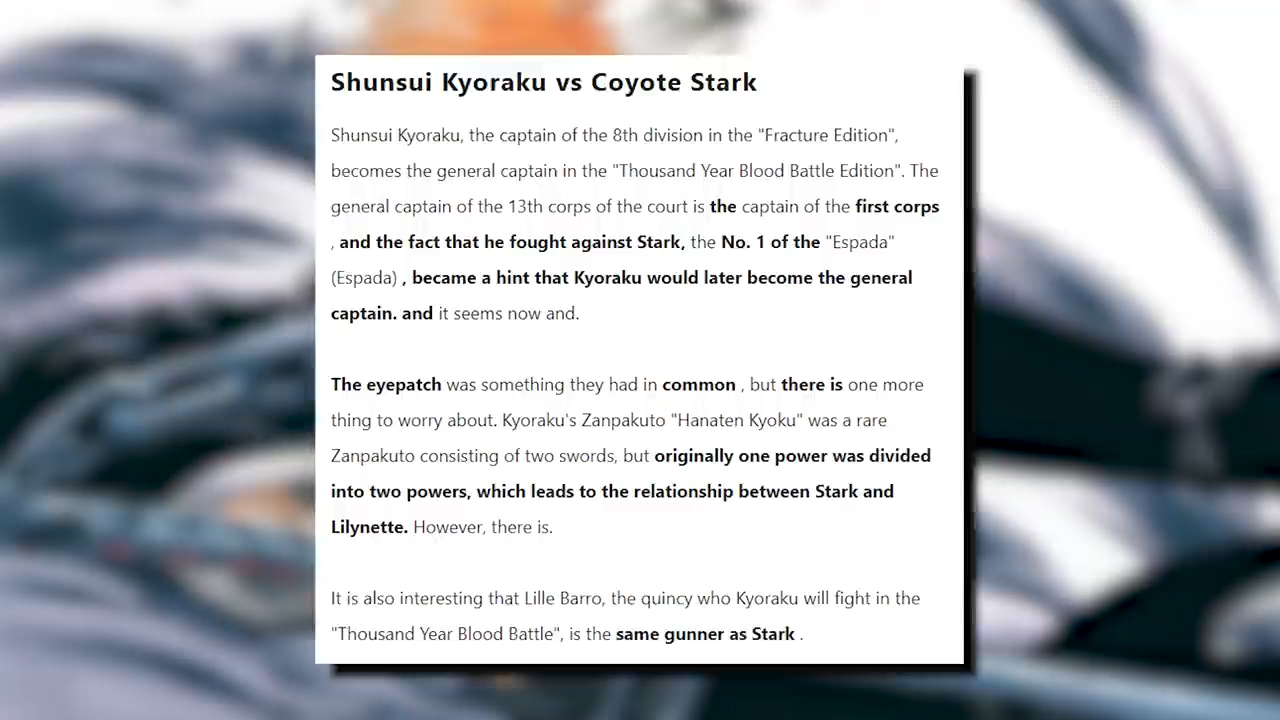 Shunsui Kyoraku vs Coyote Stark
Shunsui Kyoraku, the captain of the 8th division in the "Fracture Edition",
becomes the general captain in the "Thousand Year Blood Battle Edition". The
general captain of the 13th corps of the court is the captain of the first corps
, and the fact that he fought against Stark, the No. 1 of the "Espada"
(Espada) , became a hint that Kyoraku would later become the general
captain. and it seems now and.
The eyepatch was something they had in common , but there is one more
thing to worry about. Kyoraku's Zanpakuto "Hanaten Kyoku" was a rare
Zanpakuto consisting of two swords, but originally one power was divided
into two powers, which leads to the relationship between Stark and
Lilynette. However, there is.
It is also interesting that Lille Barro, the quincy who Kyoraku will fight in the
"Thousand Year Blood Battle", is the same gunner as Stark .